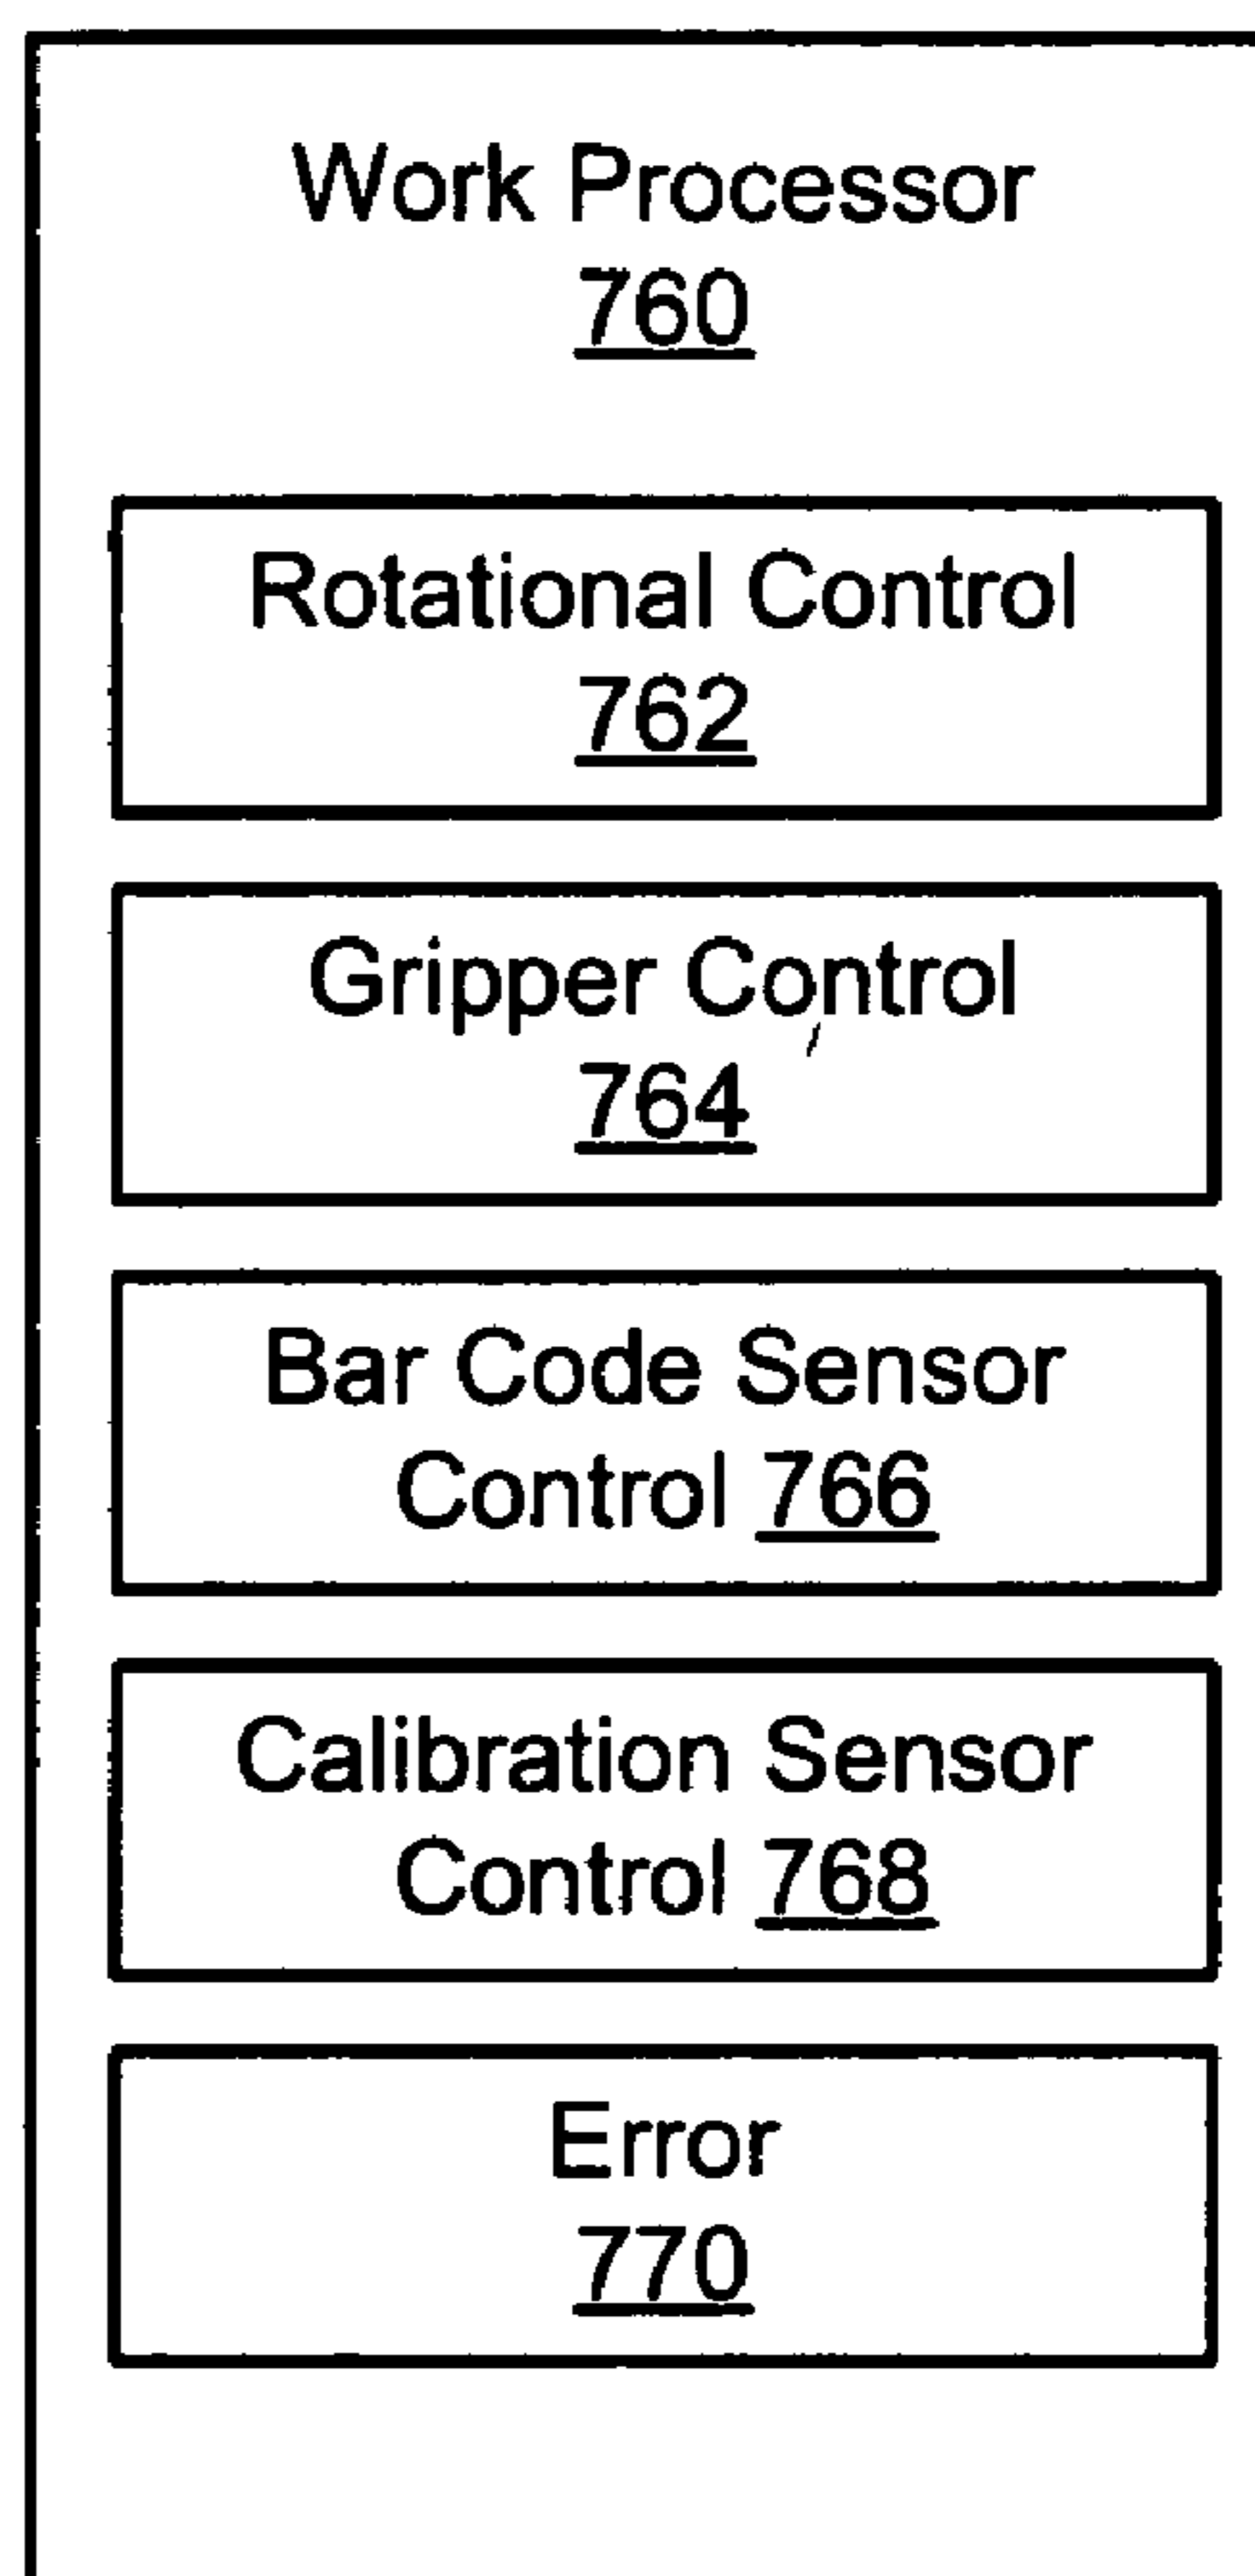 Work Processor
760
Rotational Control
762
Gripper Control
764
Bar Code Sensor
Control 766
Calibration Sensor
Control 768
Error
770